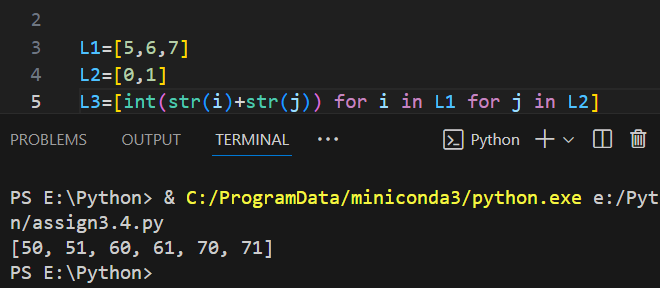 2
3 L1=[5,6,7]
4 L2=[0,1]
5 L3=[int(str(i)+str(j)) for i in L1 for j in L2]
PROBLEMS OUTPUT TERMINAL ... Python
PS E:\Python> & C:/ProgramData/miniconda3/python.exe e:/Pyt
n/assign3.4.py
[50, 51, 60, 61, 70, 71]
PS E:\Python>